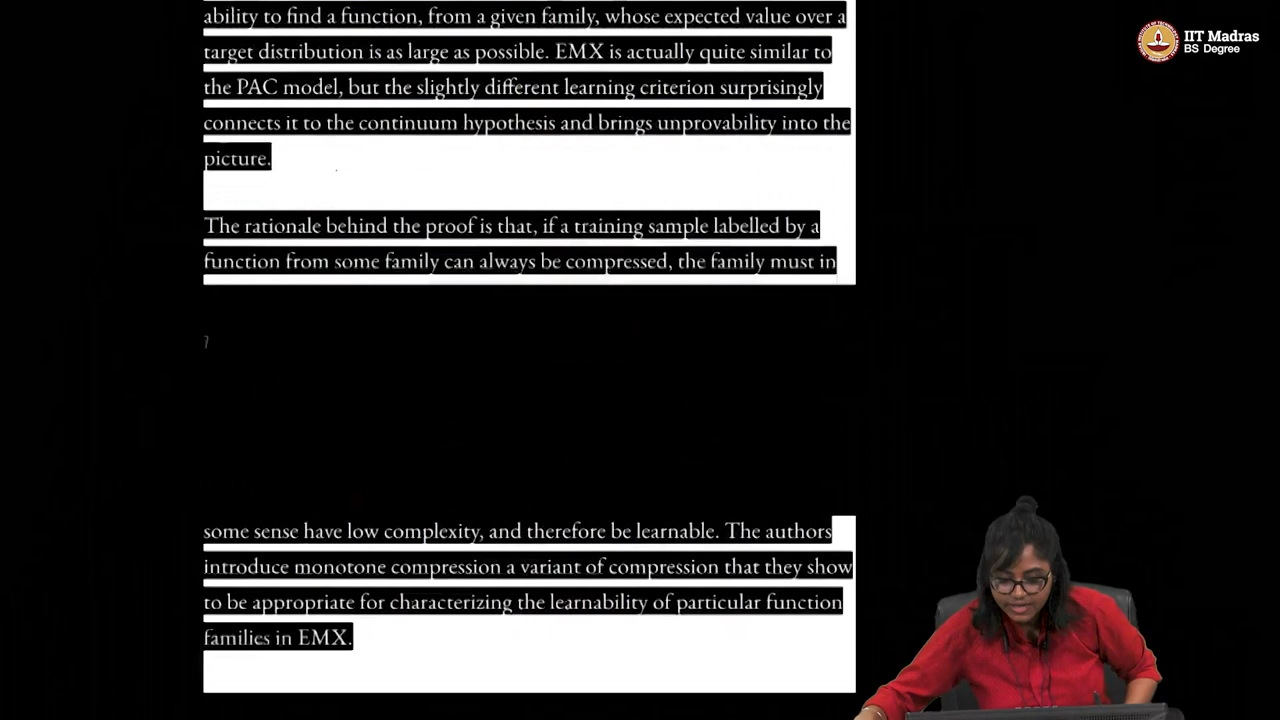 ability to find a function, from a given family, whose expected value over a
target distribution is as large as possible. EMX is actually quite similar to
the PAC model, but the slightly different learning criterion surprisingly
connects it to the continuum hypothesis and brings unprovability into the
picture.
The rationale behind the proof is that, if a training sample labelled by a
function from some family can always be compressed, the family must in
some sense have low complexity, and therefore be learnable. The authors
introduce monotone compression a variant of compression that they show
to be appropriate for characterizing the learnability of particular function
families in EMX.
IIT Madras
BS Degree